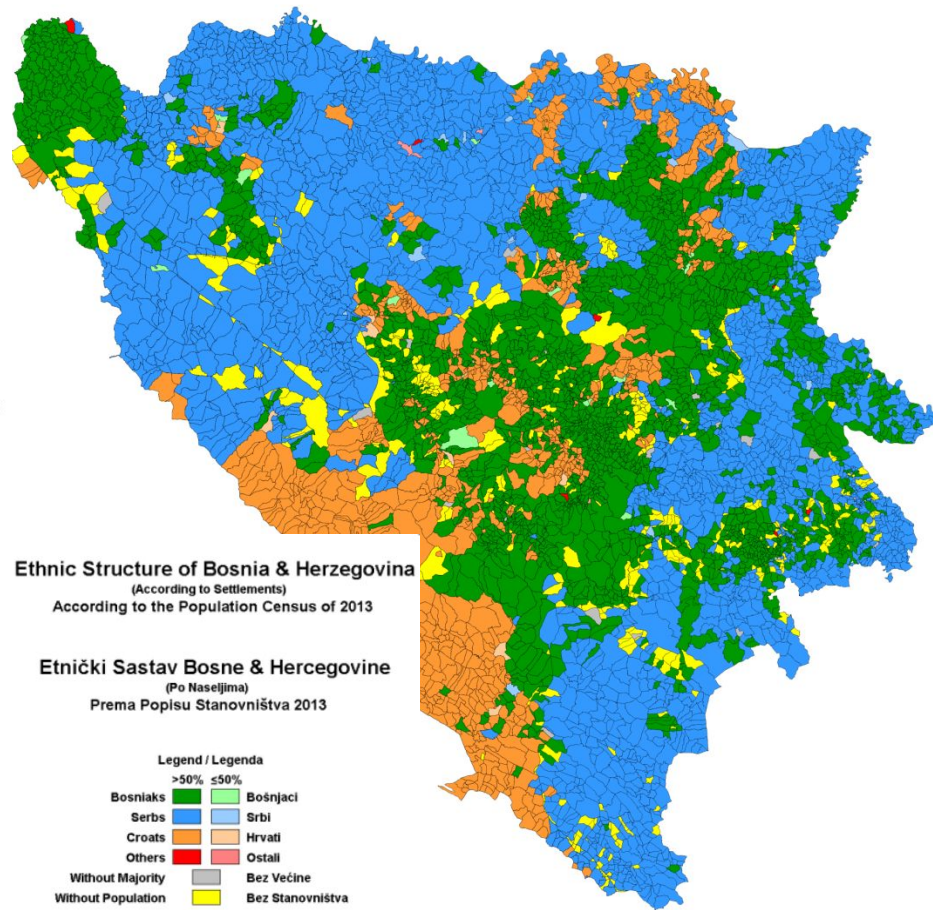 Ethnic Structure of Bosnia & Herzegovina
(According to Settlements)
According to the Population Census of 2013
Etnički Sastav Bosne & Hercegovine
(Po Naseljima)
Prema Popisu Stanovništva 2013
Legend / Legenda
>50% ≤50%
Bosniaks Bošnjaci
Serbs Srbi
Croats Hrvati
Others Ostali
Without Majority Bez Većine
Without Population Bez Stanovništva